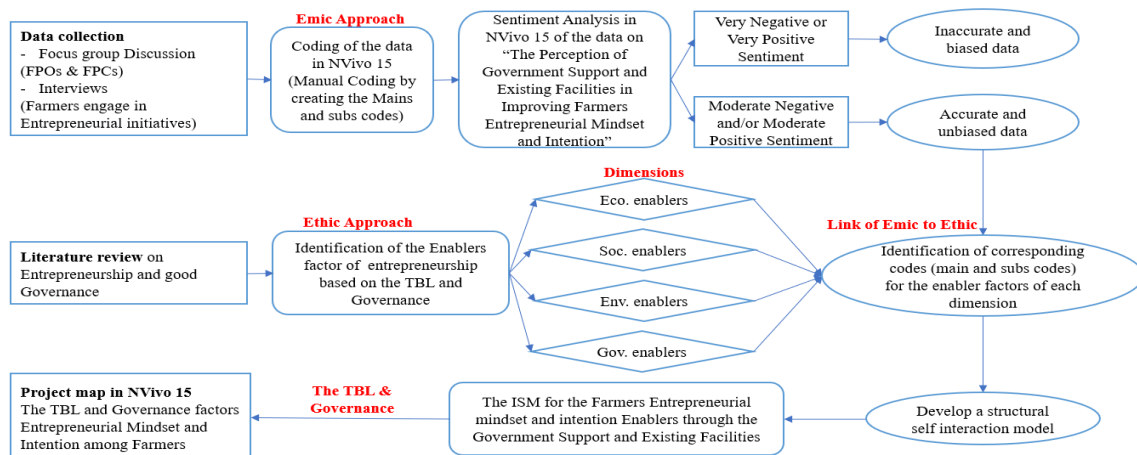 Data collection
- Focus group Discussion
(FPOs & FPCs)
- Interviews
(Farmers engage in
Entrepreneurial initiatives)
Emic Approach
Coding of the data
in NVivo 15
(Manual Coding by
creating the Mains
and subs codes)
Sentiment Analysis in
NVivo 15 of the data on
“The Perception of
Government Support and
Existing Facilities in
Improving Farmers
Entrepreneurial Mindset
and Intention”
Very Negative or
Very Positive
Sentiment
Inaccurate and
biased data
Moderate Negative
and/or Moderate
Positive Sentiment
Accurate and
unbiased data
Literature review on
Entrepreneurship and good
Governance
Ethic Approach
Identification of the Enablers
factor of entrepreneurship
based on the TBL and
Governance
Dimensions
Eco. enablers
Soc. enablers
Env. enablers
Gov. enablers
Link of Emic to Ethic
Identification of corresponding
codes (main and subs codes)
for the enabler factors of each
dimension
Project map in NVivo 15
The TBL and Governance factors
Entrepreneurial Mindset and
Intention among Farmers
The TBL &
Governance
The ISM for the Farmers Entrepreneurial
mindset and intention Enablers through the
Government Support and Existing Facilities
Develop a structural
self interaction model